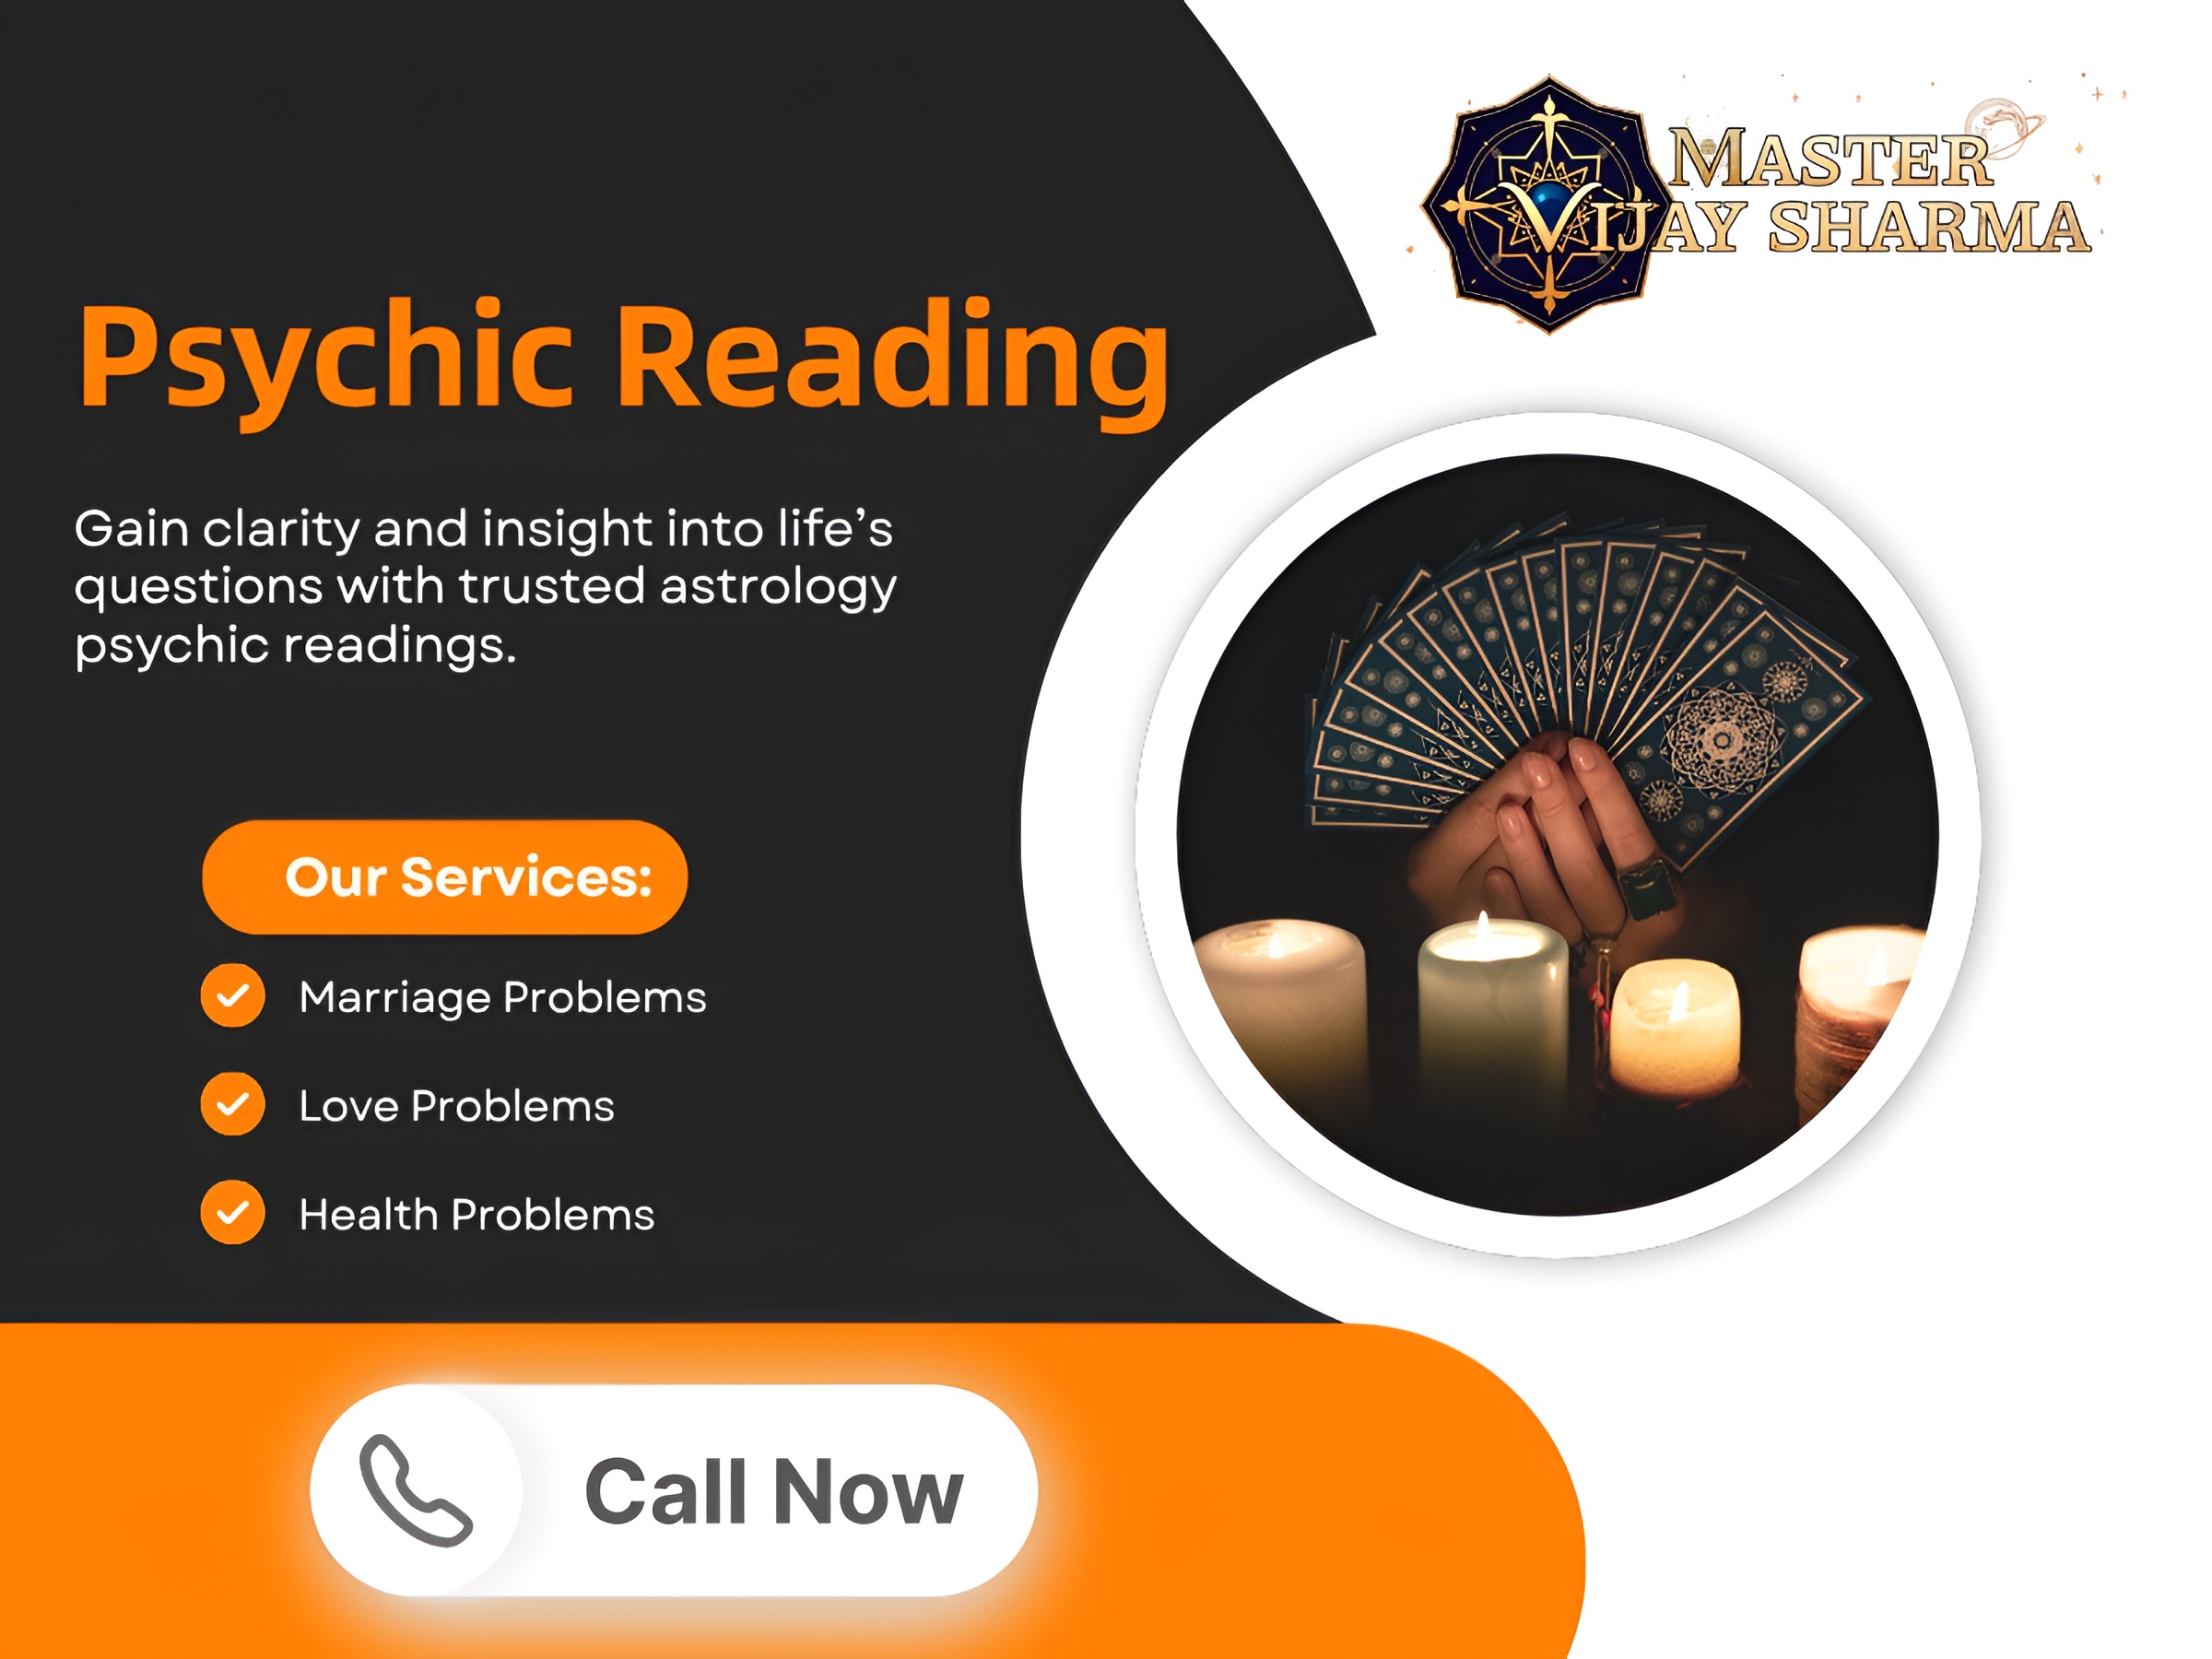 MASTER
VIJAY SHARMA
Psychic Reading
Gain clarity and insight into life’s
questions with trusted astrology
psychic readings.
Our Services:
Marriage Problems
Love Problems
Health Problems
Call Now